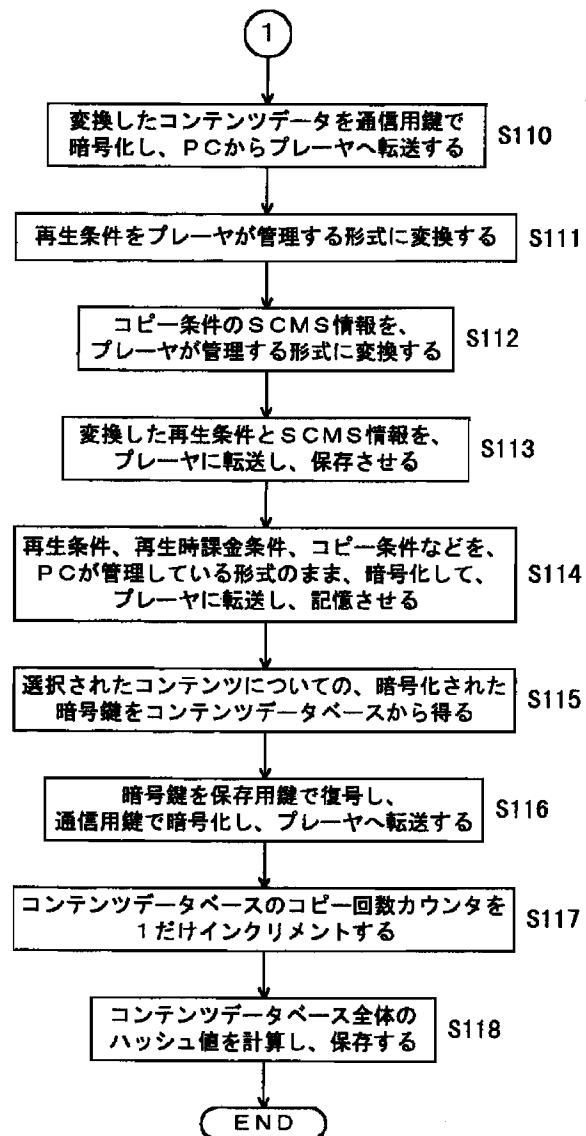 1
変換したコンテンツデータを通信用鍵で
暗号化し、PCからプレーヤへ転送する
S110
再生条件をプレーヤが管理する形式に変換する
S111
コピー条件のSCMS情報を、
プレーヤが管理する形式に変換する
S112
変換した再生条件とSCMS情報を、
プレーヤに転送し、保存させる
S113
再生条件、再生時課金条件、コピー条件などを、
PCが管理している形式のまま、暗号化して、
プレーヤに転送し、記憶させる
S114
選択されたコンテンツについての、暗号化された
暗号鍵をコンテンツデータベースから得る
S115
暗号鍵を保存用鍵で復号し、
通信用鍵で暗号化し、プレーヤへ転送する
S116
コンテンツデータベースのコピー回数カウンタを
1だけインクリメントする
S117
コンテンツデータベース全体の
ハッシュ値を計算し、保存する
S118
END